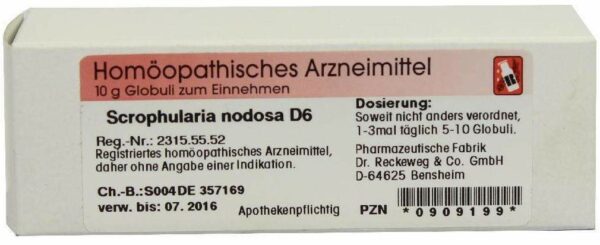 Homöopathisches Arzneimittel
10 g Globuli zum Einnehmen
Scrophularia nodosa D6
Reg.-Nr.: 2315.55.52
Registriertes homöopathisches Arzneimittel,
daher ohne Angabe einer Indikation.
Ch.-B.: S004DE 357169
verw. bis: 07. 2016
Apothekenpflichtig
Dosierung:
Soweit nicht anders verordnet,
1-3mal täglich 5-10 Globuli.
Pharmazeutische Fabrik
Dr. Reckeweg & Co. GmbH
D-64625 Bensheim
PZN *0909199*